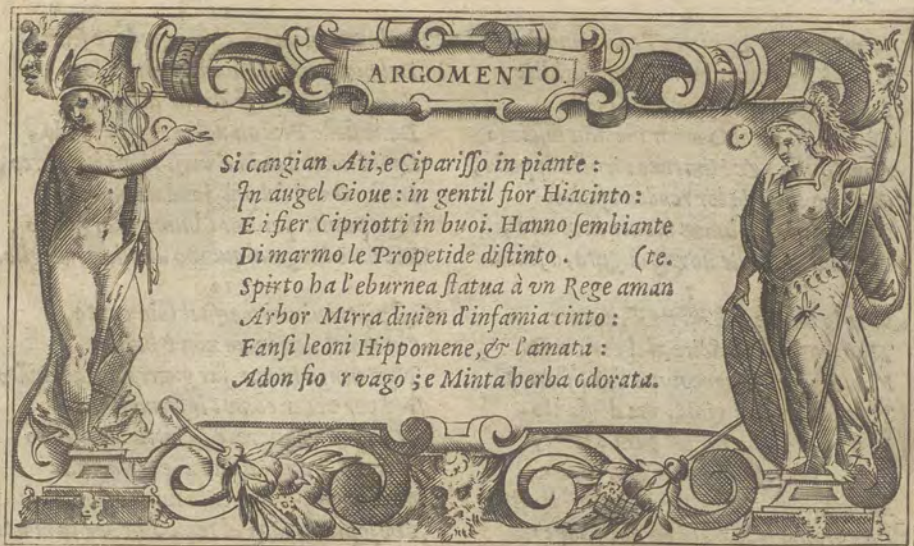 ARGOMENTO.
Si cangian Ati, e Ciparisso in piante :
In augel Gioue : in gentil fior Hiacinto :
E i fier Cipriotti in buoi. Hanno sembiante
Di marmo le Propetide distinto . (te.
Spirto ha l'eburnea statua à vn Rege aman
Arbor Mirra diuien d'infamia cinto :
Fansi leoni Hippomene, & l'amata :
Adon fio r vago ; e Minta herba odorata.